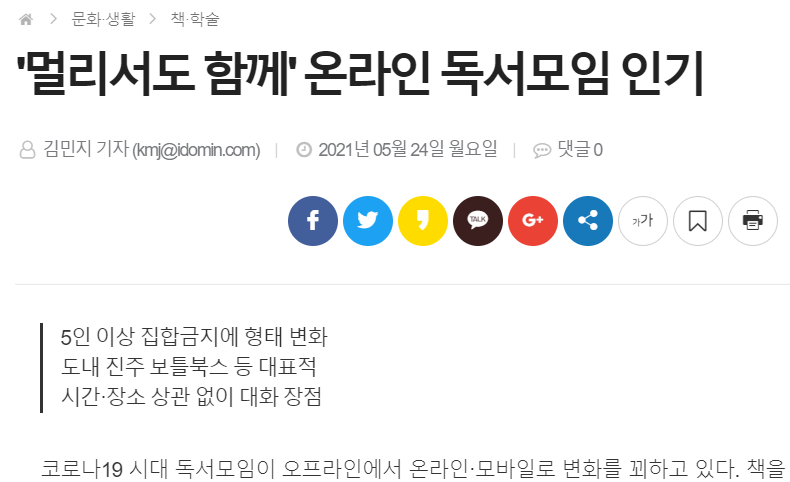 문화·생활 책·학술
'멀리서도 함께' 온라인 독서모임 인기
김민지 기자 (kmj@idomin.com) 2021년 05월 24일 월요일 댓글 0
f TALK G+ 가가
5인 이상 집합금지에 형태 변화
도내 진주 보틀북스 등 대표적
시간·장소 상관 없이 대화 장점
코로나19 시대 독서모임이 오프라인에서 온라인·모바일로 변화를 꾀하고 있다. 책을